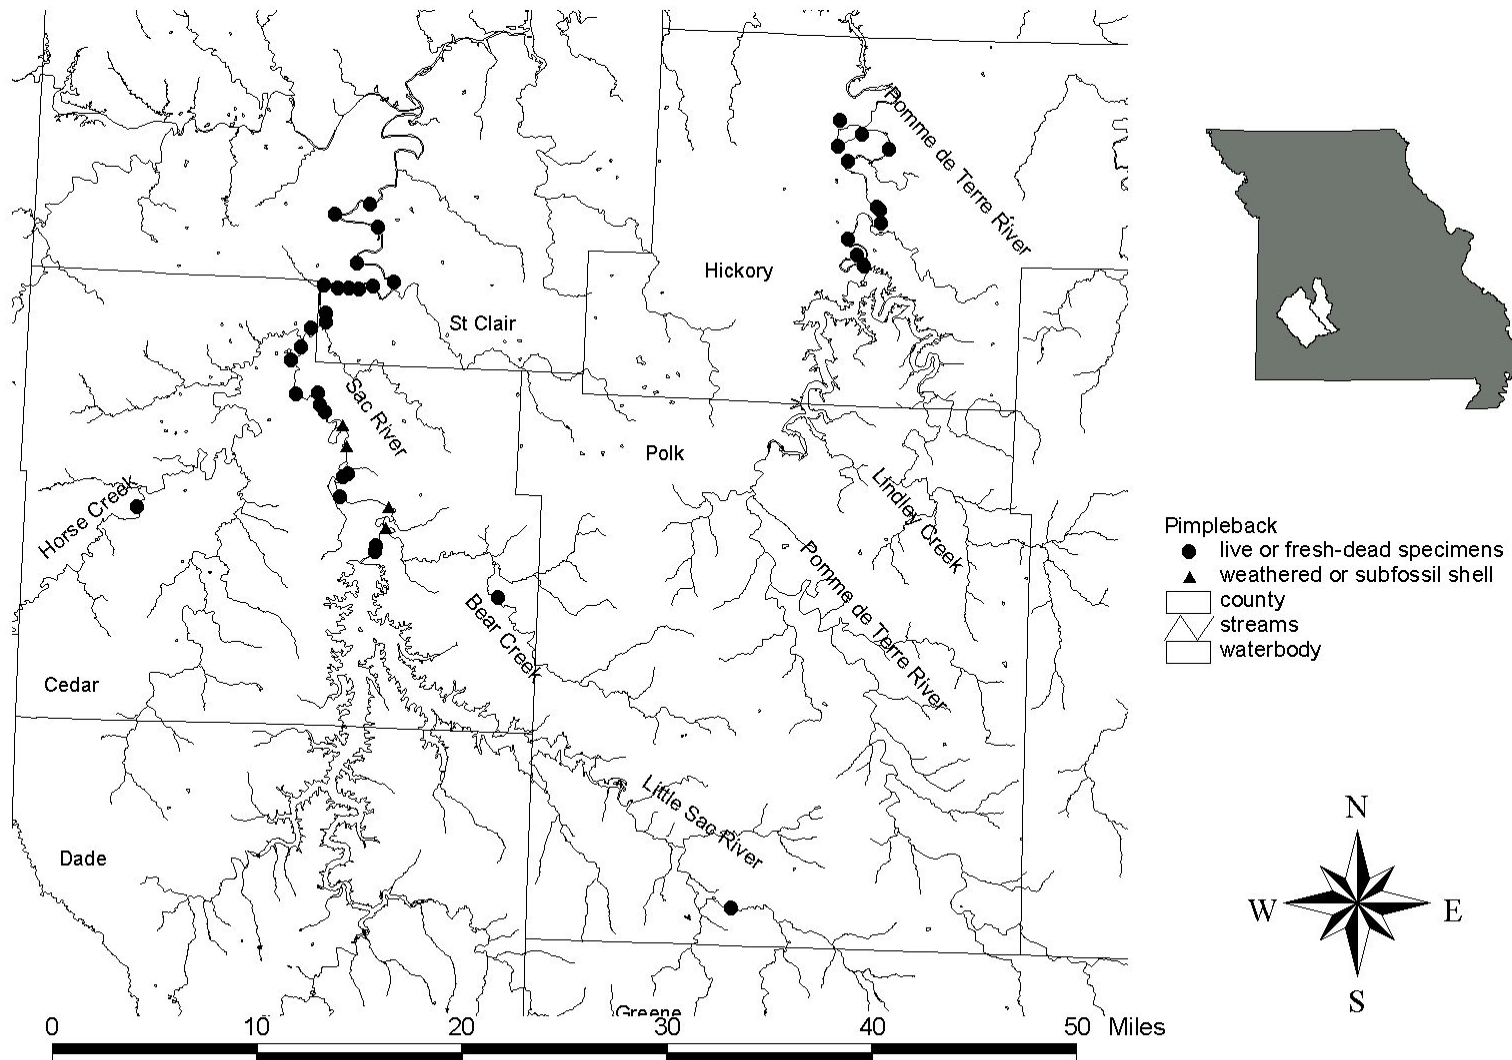 Pomme de Terre River
Hickory
St Clair
Sac River
Polk
Lindley Creek
Horse Creek
Pomme de Terre River
Bear Creek
Cedar
Little Sac River
Dade
Greene
0 10 20 30 40 50 Miles
Pimpleback
live or fresh-dead specimens
weathered or subfossil shell
county
streams
waterbody
N
W E
S